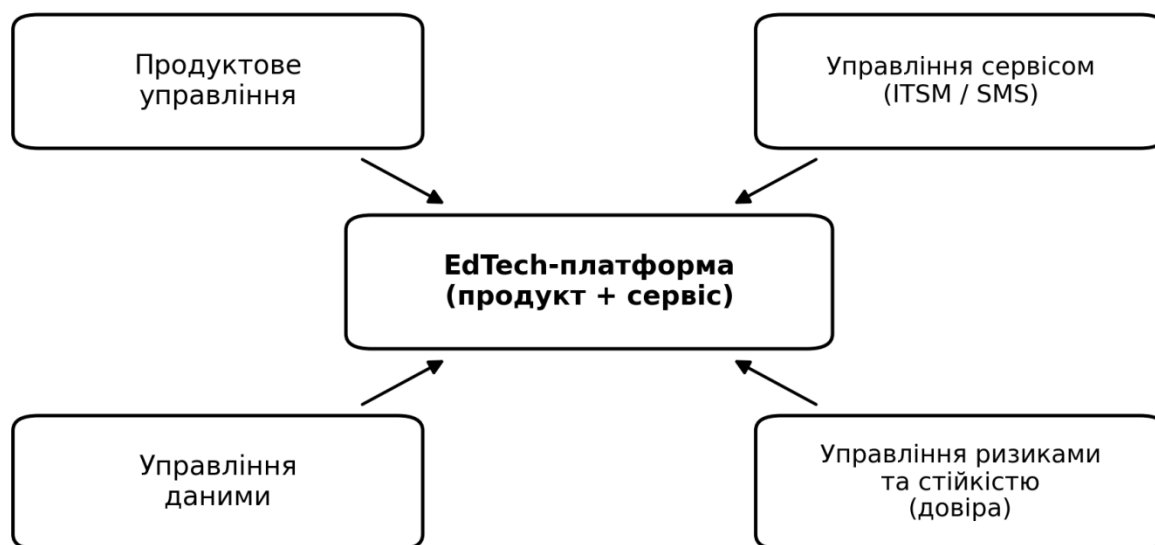 Продуктове
управління
Управління сервісом
(ITSM / SMS)
EdTech-платформа
(продукт + сервіс)
Управління
даними
Управління ризиками
та стійкістю
(довіра)